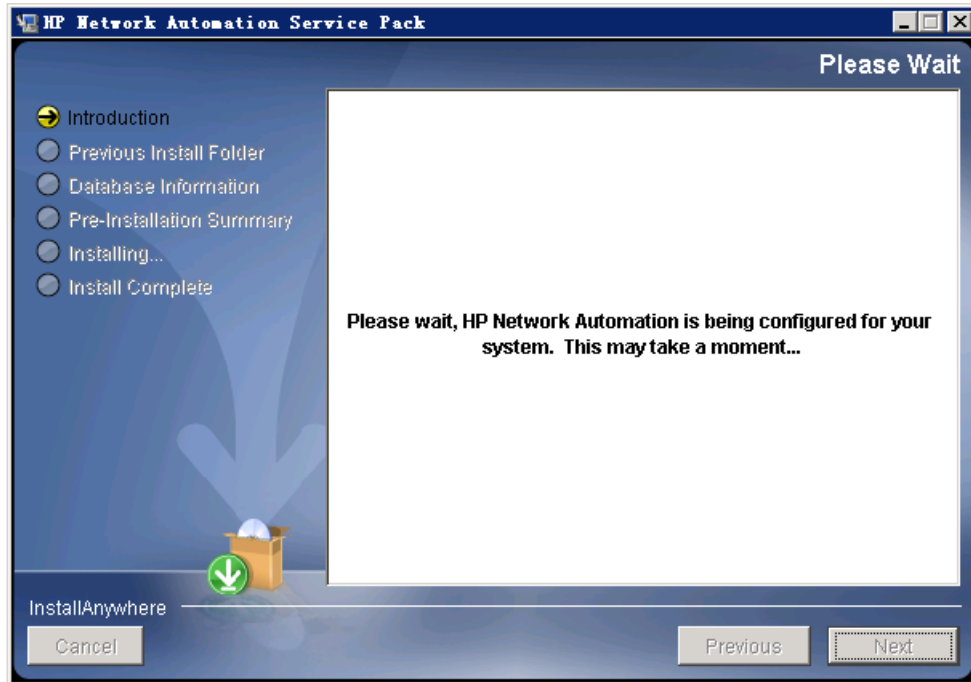 HP Network Automation Service Pack
Please Wait
Introduction
Previous Install Folder
Database Information
Pre-Installation Summary
Installing...
Install Complete
Please wait, HP Network Automation is being configured for your
system. This may take a moment...
InstallAnywhere
Cancel
Previous
Next